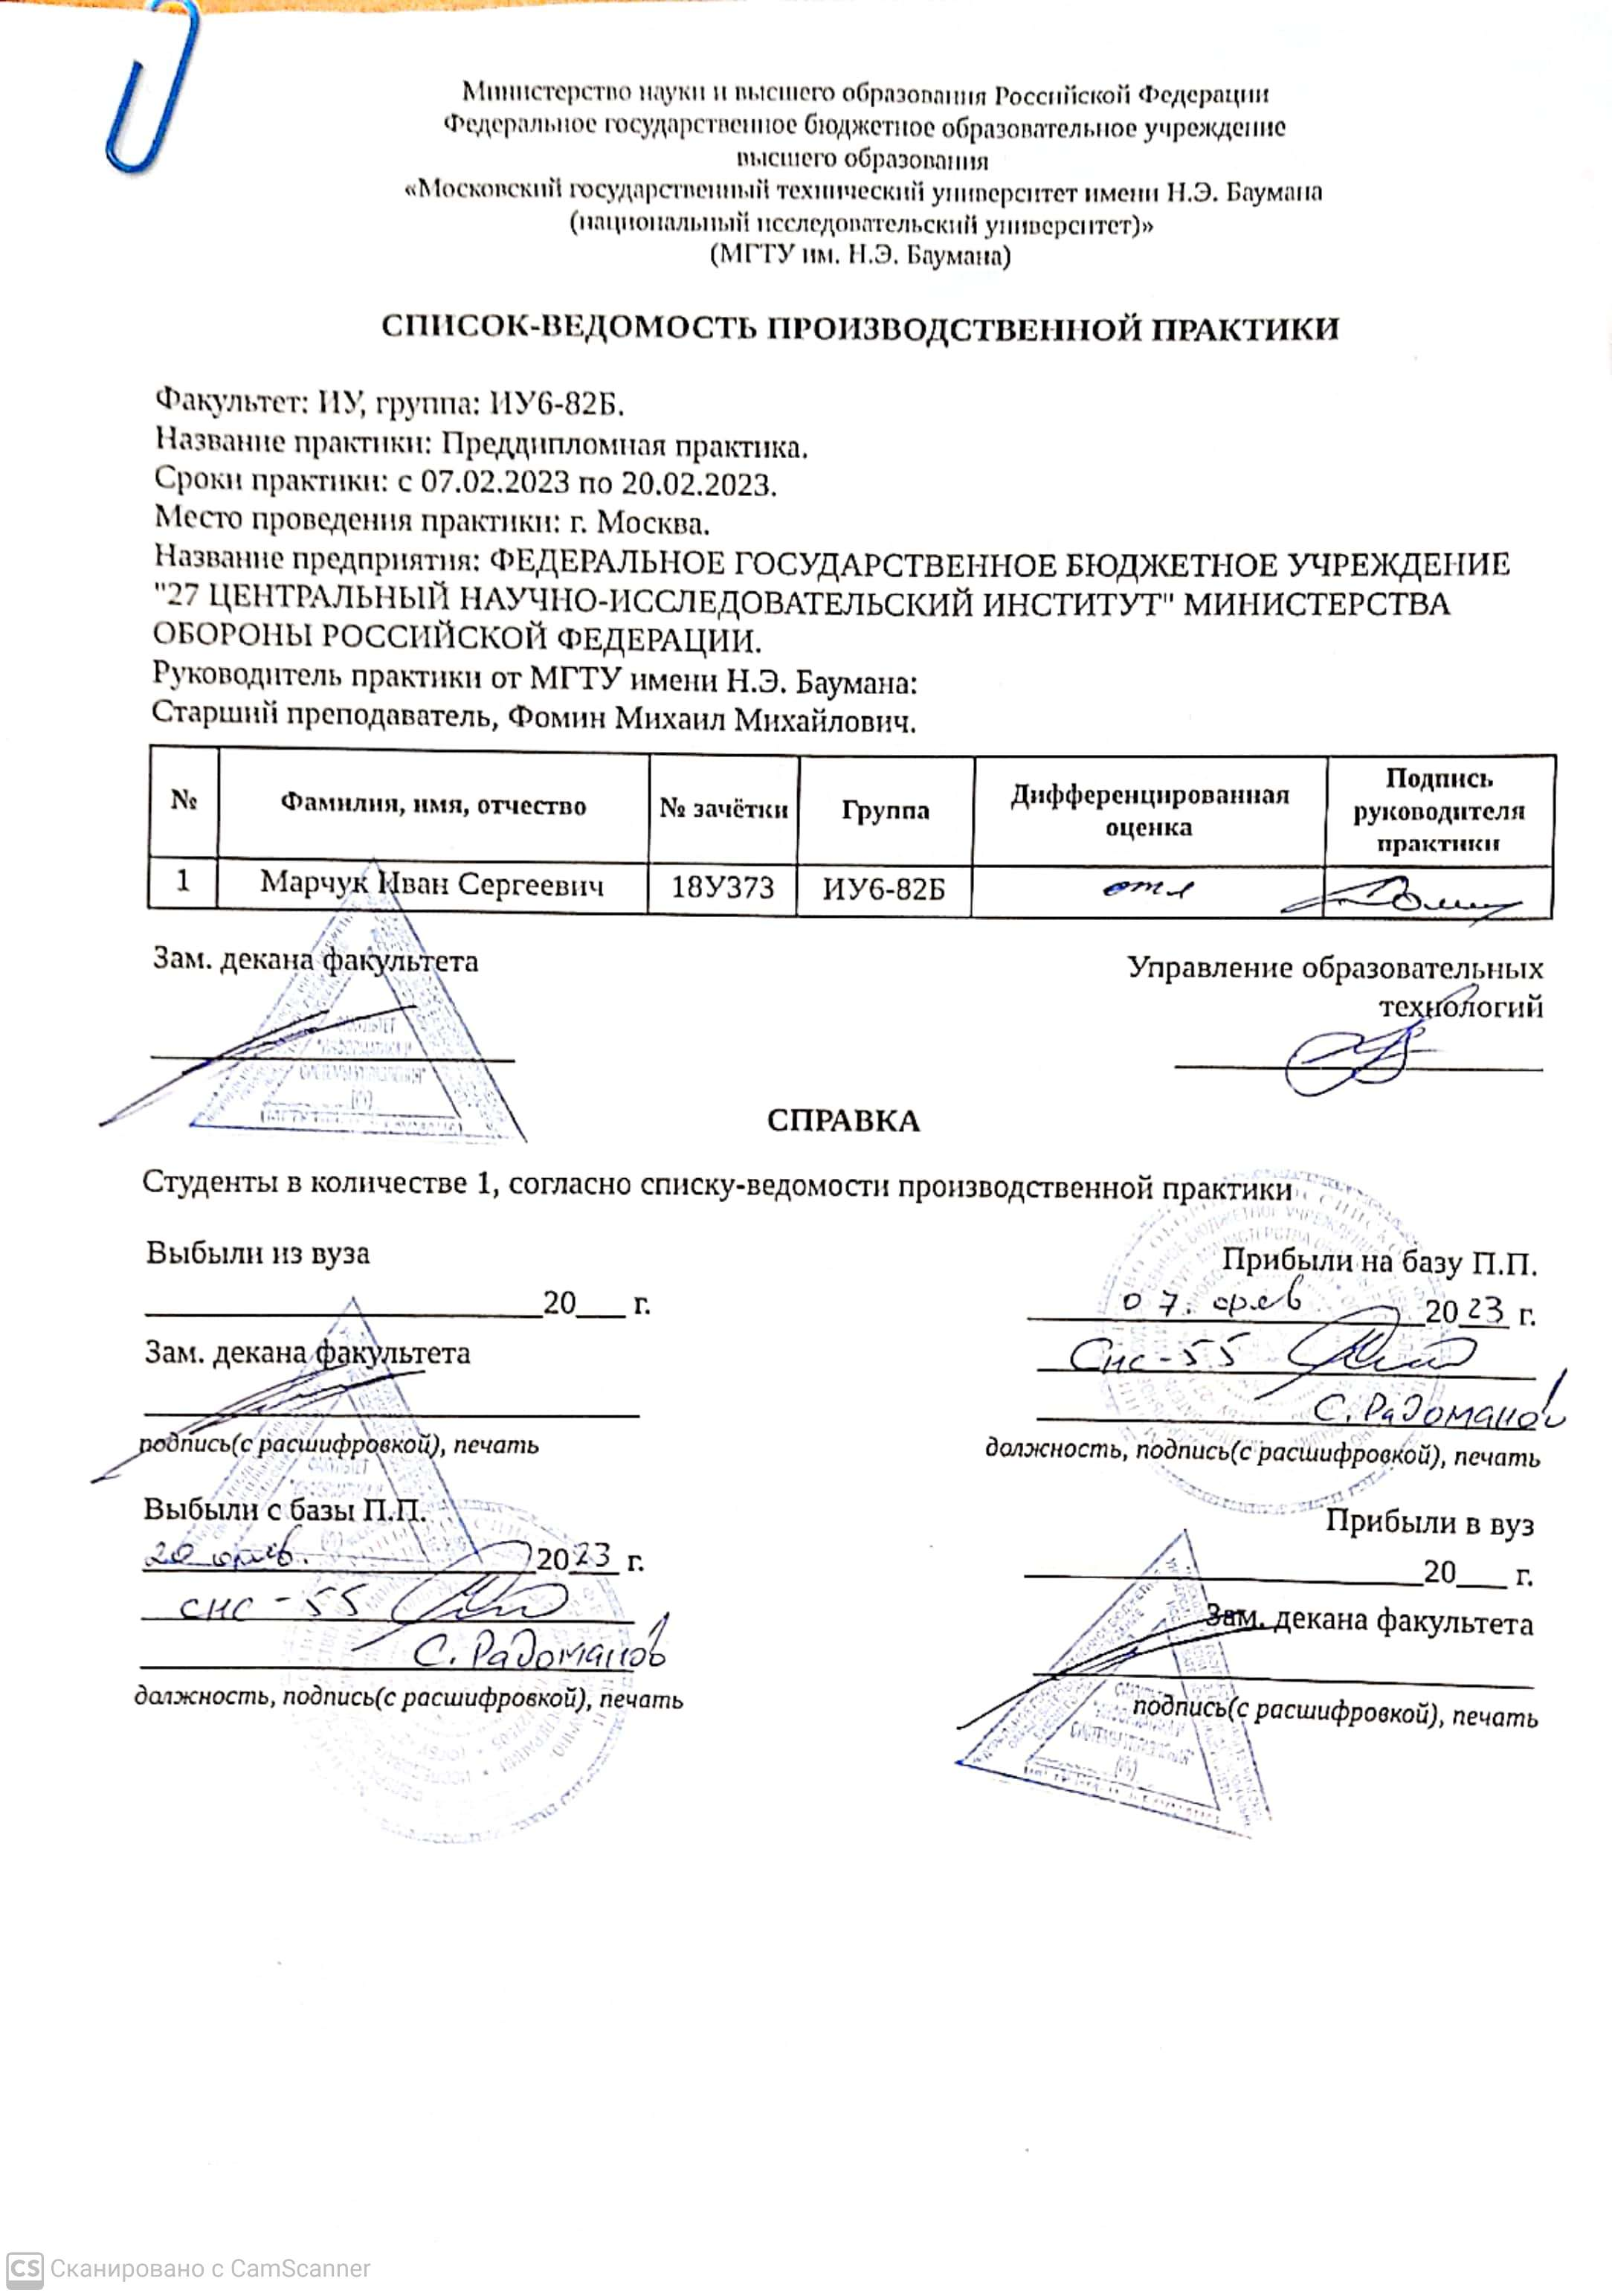 Министерство науки и высшего образования Российской Федерации
Федеральное государственное бюджетное образовательное учреждение
высшего образования
«Московский государственный технический университет имени Н.Э. Баумана
(национальный исследовательский университет)»
(МГТУ им. Н.Э. Баумана)
СПИСОК-ВЕДОМОСТЬ ПРОИЗВОДСТВЕННОЙ ПРАКТИКИ
Факультет: ИУ, группа: ИУ6-82Б.
Название практики: Преддипломная практика.
Сроки практики: с 07.02.2023 по 20.02.2023.
Место проведения практики: г. Москва.
Название предприятия: ФЕДЕРАЛЬНОЕ ГОСУДАРСТВЕННОЕ БЮДЖЕТНОЕ УЧРЕЖДЕНИЕ
"27 ЦЕНТРАЛЬНЫЙ НАУЧНО-ИССЛЕДОВАТЕЛЬСКИЙ ИНСТИТУТ" МИНИСТЕРСТВА
ОБОРОНЫ РОССИЙСКОЙ ФЕДЕРАЦИИ.
Руководитель практики от МГТУ имени Н.Э. Баумана:
Старший преподаватель, Фомин Михаил Михайлович.
№ Фамилия, имя, отчество № зачётки Группа Дифференцированная оценка Подпись руководителя практики
1 Марчук Иван Сергеевич 18У373 ИУ6-82Б отл
Зам. декана факультета
Управление образовательных
технологий
СПРАВКА
Студенты в количестве 1, согласно списку-ведомости производственной практики
Выбыли из вуза
Прибыли на базу П.П.
20___ г.
07. фев 2023 г.
Зам. декана факультета
Снс-55
С. Радоманов
подпись(с расшифровкой), печать
должность, подпись(с расшифровкой), печать
Выбыли с базы П.П.
Прибыли в вуз
20 фев. 2023 г.
20___ г.
снс-55
Зам. декана факультета
С. Радоманов
должность, подпись(с расшифровкой), печать
подпись(с расшифровкой), печать
CS Сканировано с CamScanner